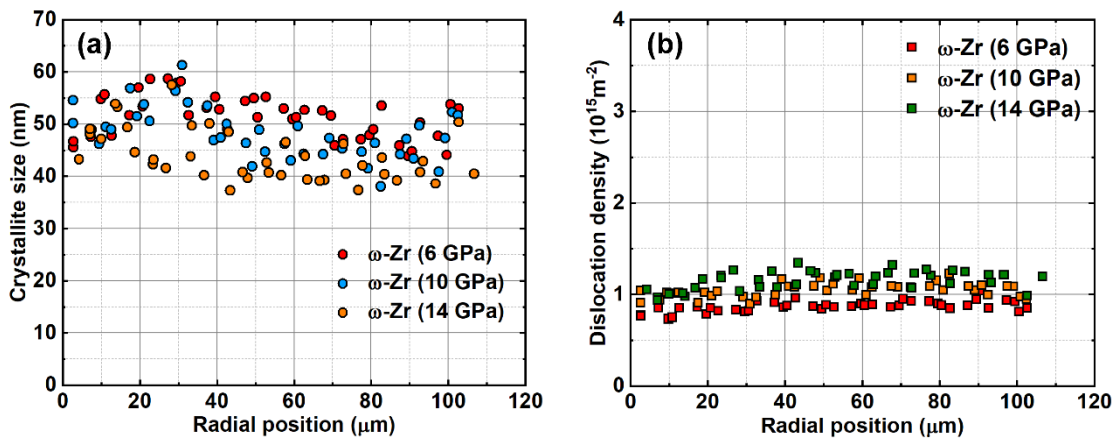 (a)
Crystallite size (nm)
70
60
50
40
30
20
10
0
0 20 40 60 80 100 120
Radial position (μm)
ω-Zr (6 GPa)
ω-Zr (10 GPa)
ω-Zr (14 GPa)
(b)
Dislocation density (10¹⁵m⁻²)
4
3
2
1
0
0 20 40 60 80 100 120
Radial position (μm)
ω-Zr (6 GPa)
ω-Zr (10 GPa)
ω-Zr (14 GPa)